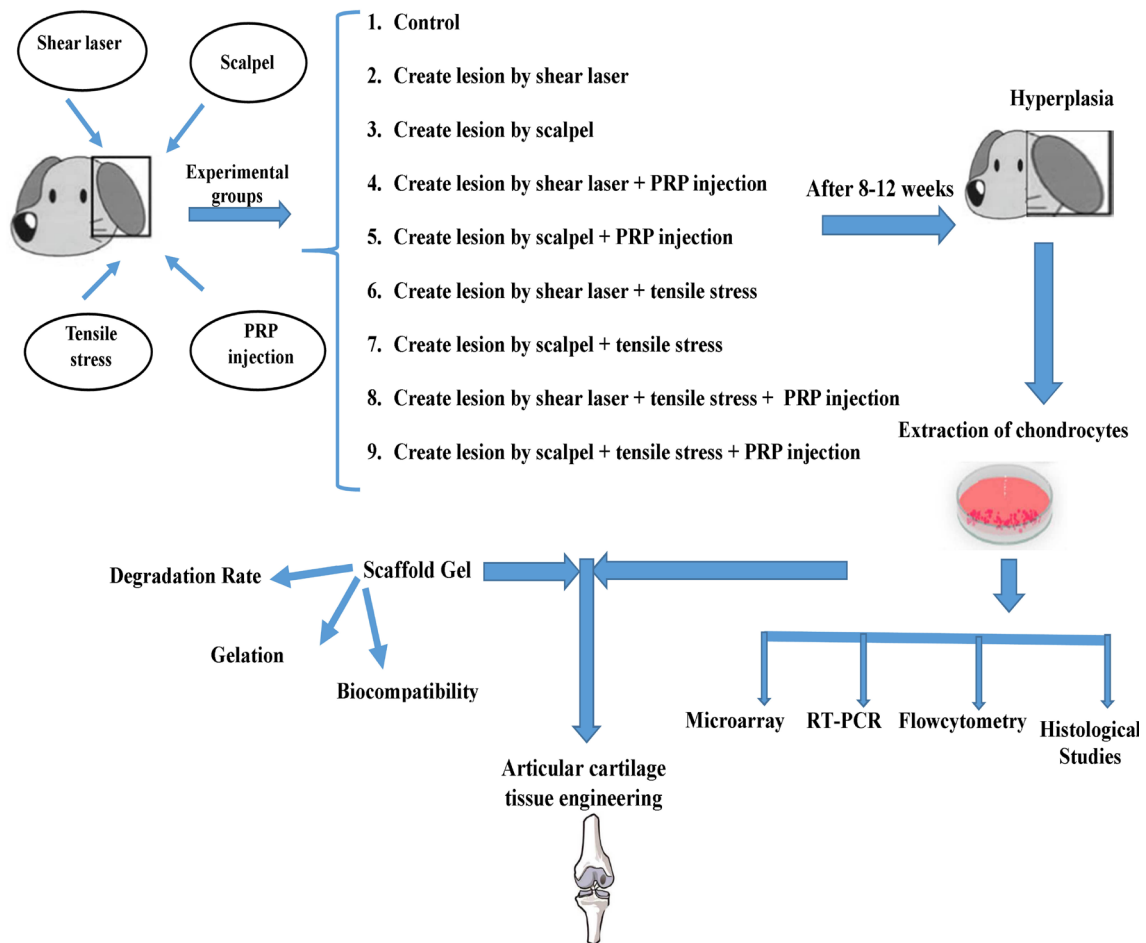 Shear laser
Scalpel
Experimental
groups
Tensile
stress
PRP
injection
1. Control
2. Create lesion by shear laser
3. Create lesion by scalpel
4. Create lesion by shear laser + PRP injection
5. Create lesion by scalpel + PRP injection
6. Create lesion by shear laser + tensile stress
7. Create lesion by scalpel + tensile stress
8. Create lesion by shear laser + tensile stress + PRP injection
9. Create lesion by scalpel + tensile stress + PRP injection
After 8-12 weeks
Hyperplasia
Extraction of chondrocytes
Degradation Rate
Scaffold Gel
Gelation
Biocompatibility
Microarray
RT-PCR
Flowcytometry
Histological
Studies
Articular cartilage
tissue engineering